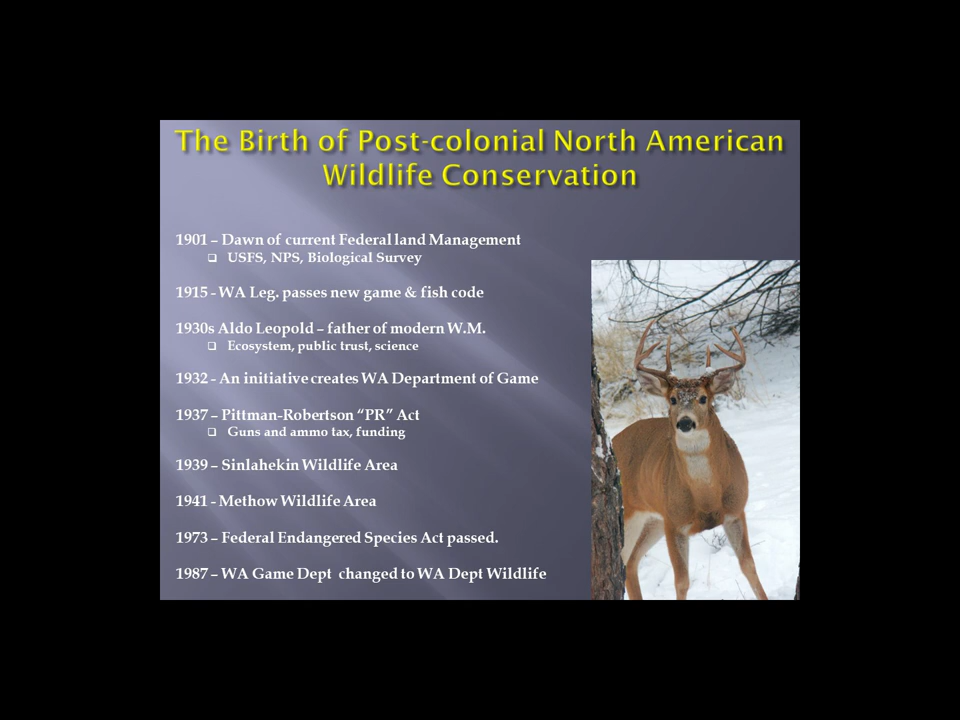 The Birth of Post-colonial North American
Wildlife Conservation
1901 – Dawn of current Federal land Management
❑ USFS, NPS, Biological Survey
1915 - WA Leg. passes new game & fish code
1930s Aldo Leopold – father of modern W.M.
❑ Ecosystem, public trust, science
1932 - An initiative creates WA Department of Game
1937 – Pittman-Robertson “PR” Act
❑ Guns and ammo tax, funding
1939 – Sinlahekin Wildlife Area
1941 - Methow Wildlife Area
1973 – Federal Endangered Species Act passed.
1987 – WA Game Dept changed to WA Dept Wildlife